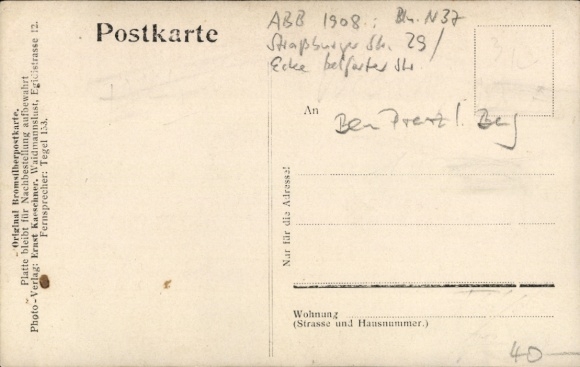 Postkarte
ABB 1908.; Bln. N37
Straßburger Str. 29/
Ecke Belforter Str.
An
Bln Prenzl. Berg
Nur für die Adresse!
Wohnung
(Strasse und Hausnummer.)
40
Original Bromsilberpostkarte.
Platte bleibt für Nachbestellung aufbewahrt
Photo-Verlag: Ernst Kaeschner, Waidmannslust, Egidistrasse 12.
Fernsprecher: Tegel 153.